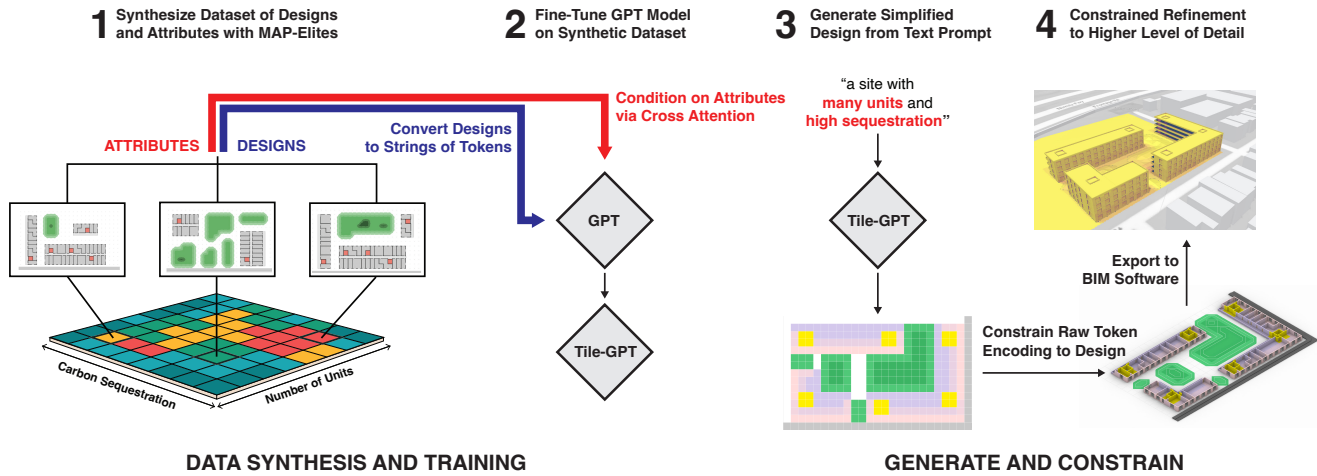 1 Synthesize Dataset of Designs
and Attributes with MAP-Elites
2 Fine-Tune GPT Model
on Synthetic Dataset
3 Generate Simplified
Design from Text Prompt
4 Constrained Refinement
to Higher Level of Detail
ATTRIBUTES
DESIGNS
Convert Designs
to Strings of Tokens
Condition on Attributes
via Cross Attention
GPT
Tile-GPT
Carbon Sequestration
Number of Units
“a site with
many units and
high sequestration”
Tile-GPT
Constrain Raw Token
Encoding to Design
Export to
BIM Software
DATA SYNTHESIS AND TRAINING
GENERATE AND CONSTRAIN